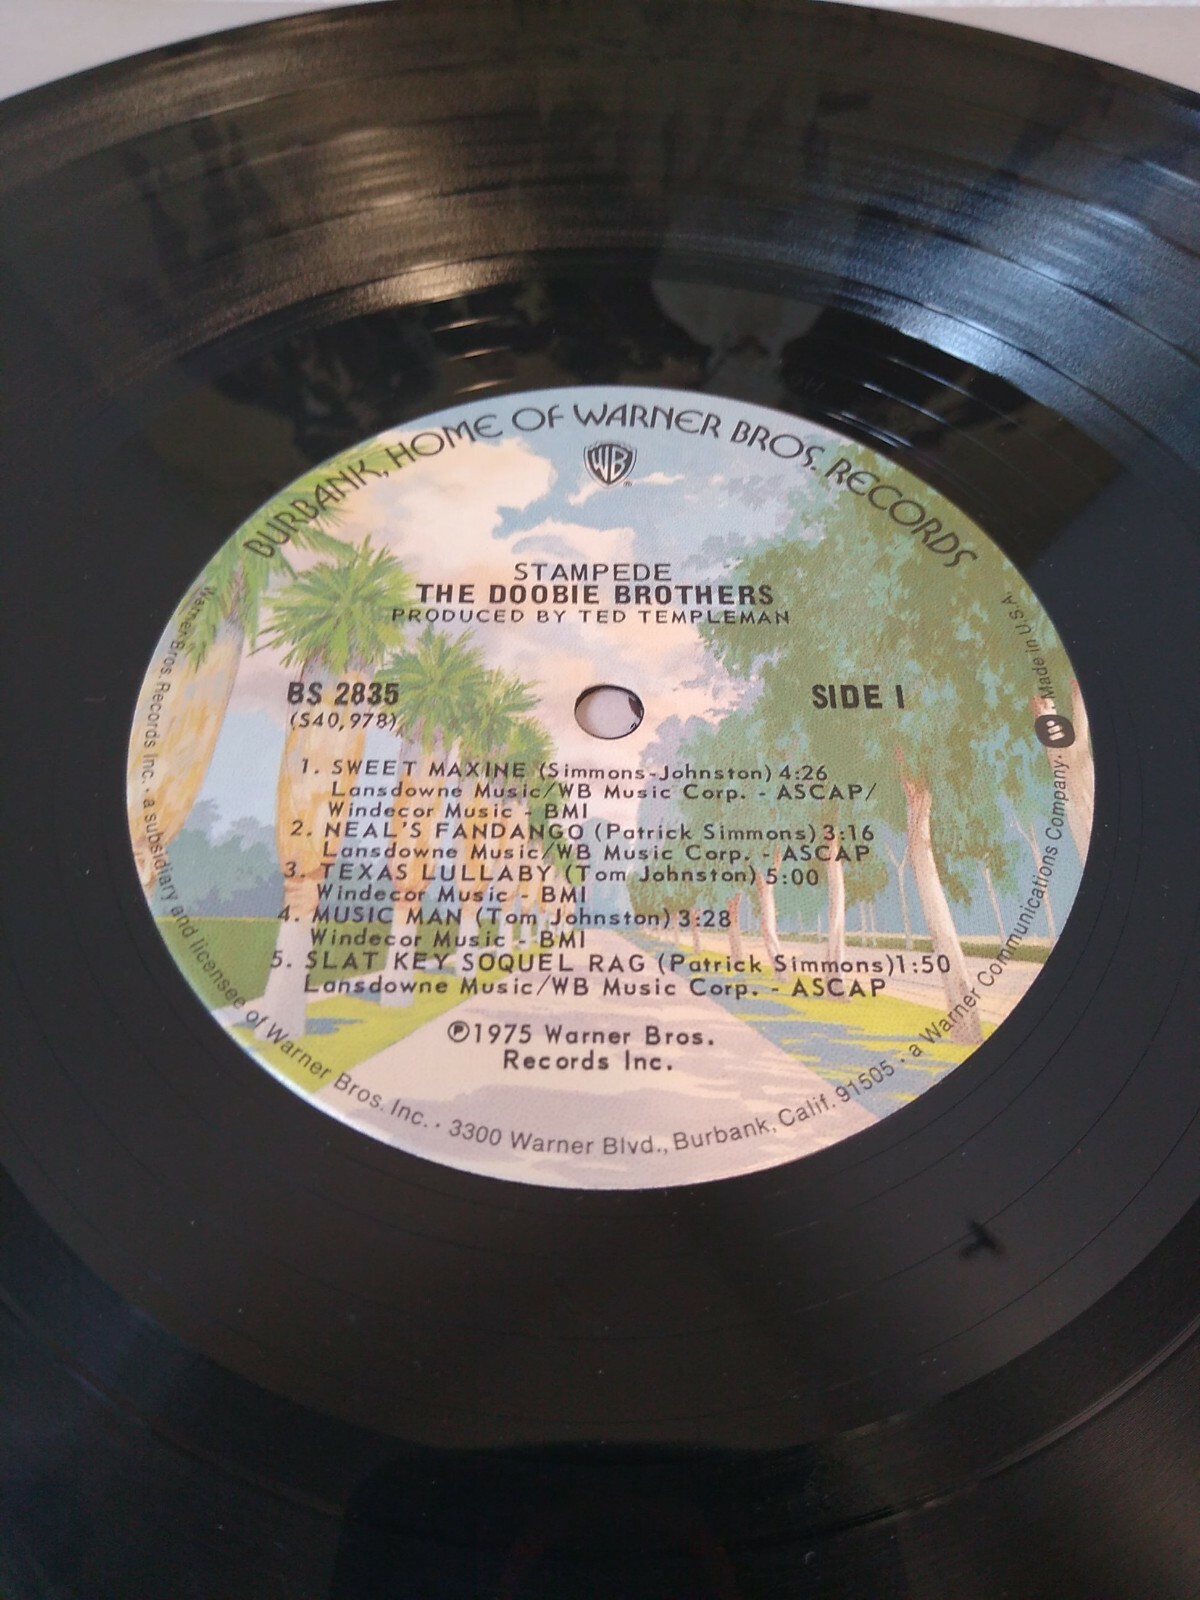 BURBANK, HOME OF WARNER BROS. RECORDS
WB
STAMPEDE
THE DOOBIE BROTHERS
PRODUCED BY TED TEMPLEMAN
BS 2835
(S40,978)
SIDE 1
1. SWEET MAXINE (Simmons-Johnston) 4:26
Lansdowne Music/WB Music Corp. - ASCAP/
Windecor Music - BMI
2. NEAL'S FANDANGO (Patrick Simmons) 3:16
Lansdowne Music/WB Music Corp. - ASCAP
3. TEXAS LULLABY (Tom Johnston) 5:00
Windecor Music - BMI
4. MUSIC MAN (Tom Johnston) 3:28
Windecor Music - BMI
5. SLAT KEY SOQUEL RAG (Patrick Simmons) 1:50
Lansdowne Music/WB Music Corp. - ASCAP
℗1975 Warner Bros.
Records Inc.
Warner Bros. Records Inc. · a subsidiary and licensee of Warner Bros. Inc. · 3300 Warner Blvd., Burbank, Calif. 91505 · a Warner Communications Company · Made in U.S.A.